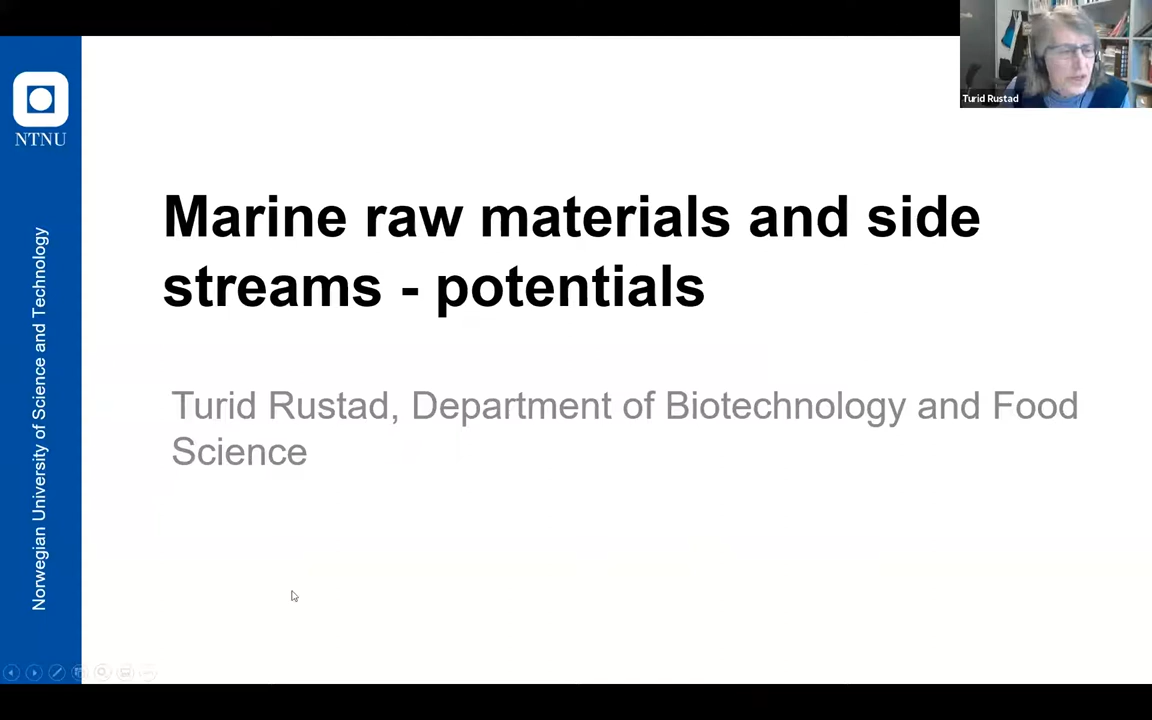 Turid Rustad
NTNU
Norwegian University of Science and Technology
Marine raw materials and side
streams - potentials
Turid Rustad, Department of Biotechnology and Food
Science